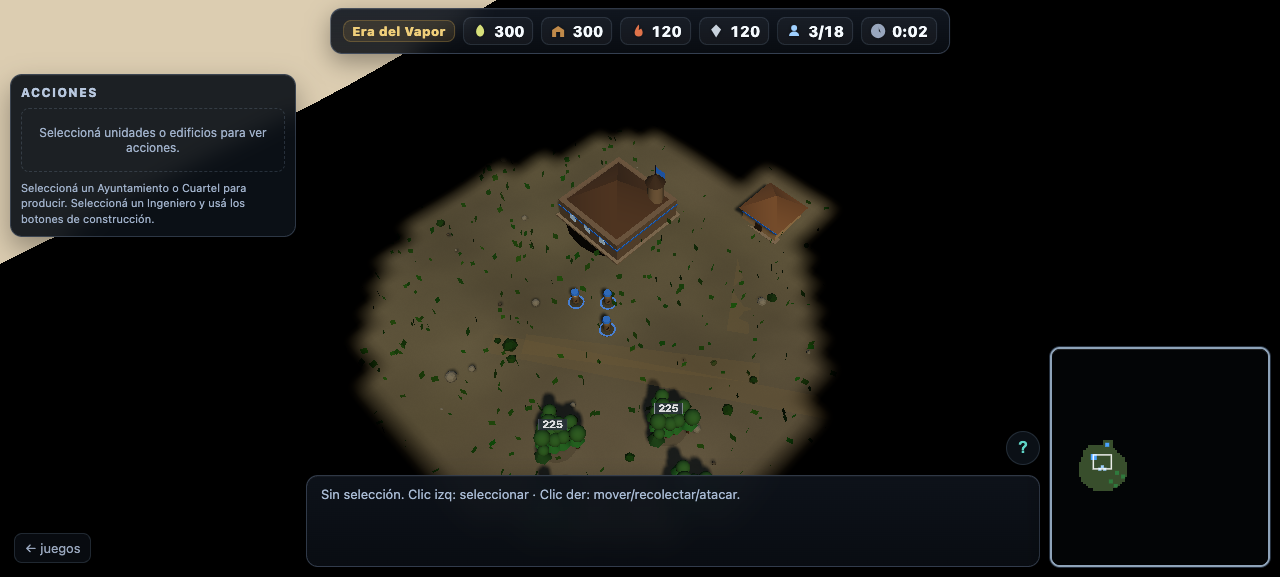 Era del Vapor 300 300 120 120 3/18 0:02
ACCIONES
Seleccioná unidades o edificios para ver
acciones.
Seleccioná un Ayuntamiento o Cuartel para
producir. Seleccioná un Ingeniero y usá los
botones de construcción.
225
225
?
Sin selección. Clic izq: seleccionar · Clic der: mover/recolectar/atacar.
← juegos